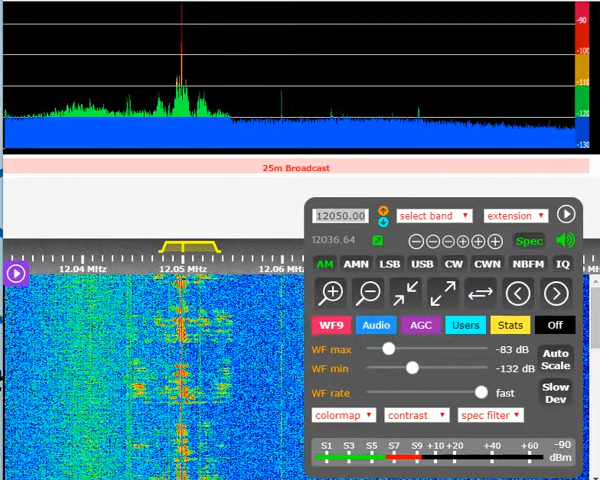 -90
-100
-110
-120
-130
25m Broadcast
12050.00 select band extension
12036.64 Spec
12.04 MHz 12.05 MHz 12.06 M
AM AMN LSB USB CW CWN NBFM IQ
WF9 Audio AGC Users Stats Off
WF max -83 dB
Auto Scale
WF min -132 dB
WF rate fast
Slow Dev
colormap contrast spec filter
S1 S3 S5 S7 S9 +10 +20 +40 +60 -90 dBm